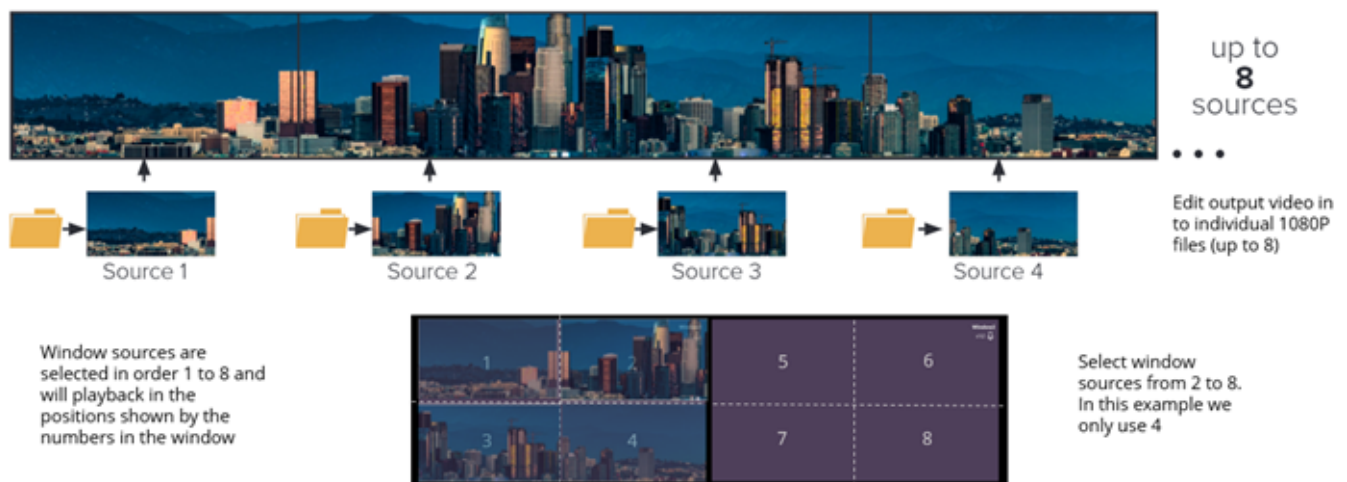 up to
8
sources
Edit output video in
to individual 1080P
files (up to 8)
Source 1
Source 2
Source 3
Source 4
Window sources are
selected in order 1 to 8 and
will playback in the
positions shown by the
numbers in the window
1
2
3
4
5
6
7
8
Select window
sources from 2 to 8.
In this example we
only use 4